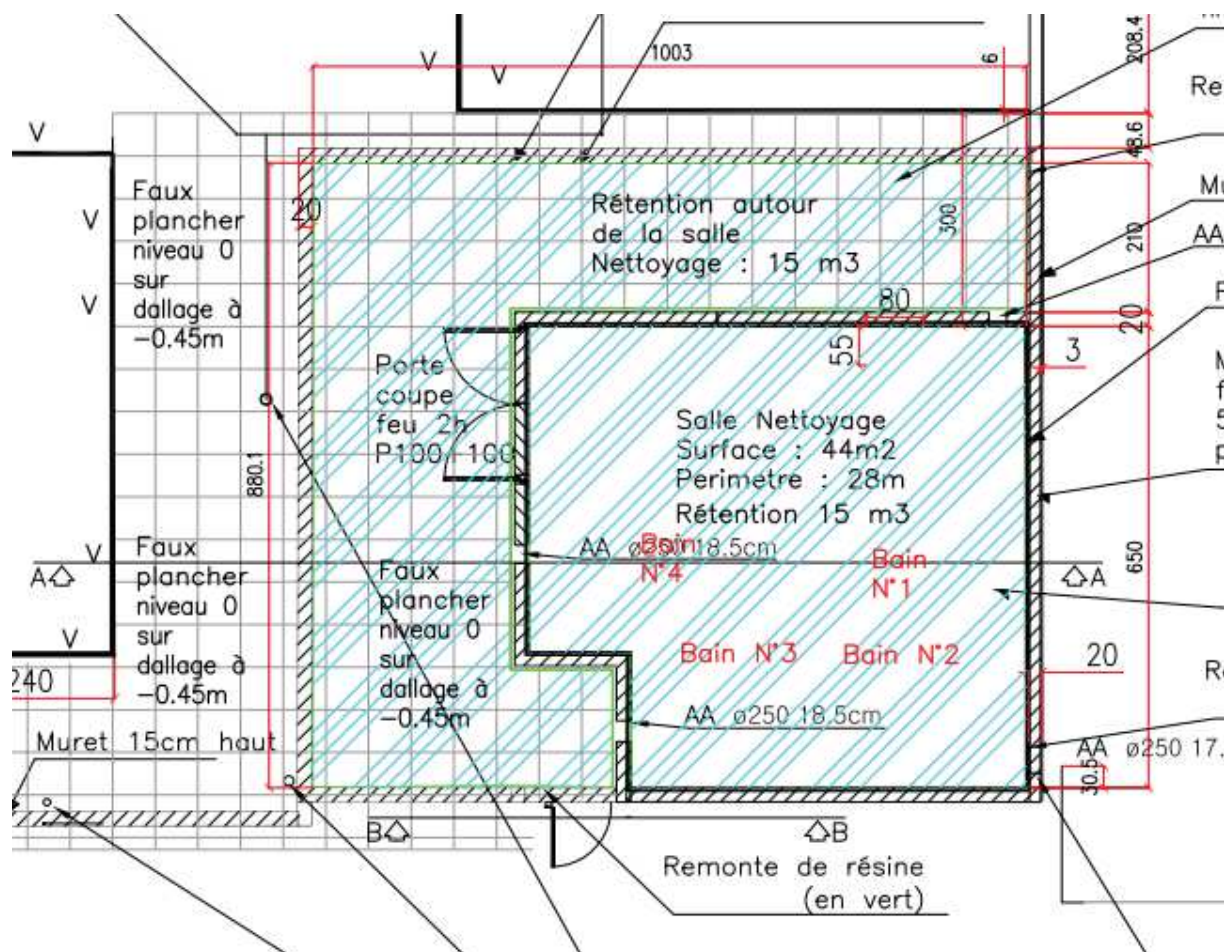 V
V
V
V
V
V
V
1003
6
208.4
Re
48.6
Faux
plancher
niveau 0
sur
dallage à
-0.45m
20
Rétention autour
de la salle
Nettoyage : 15 m3
300
210
AA
80
20
55
3
Porte
coupe
feu 2h
P100+100
Salle Nettoyage
Surface : 44m2
Perimetre : 28m
Rétention 15 m3
880.1
AA ø250 18.5cm
Bain
N°4
Bain
N°1
650
A
A
Faux
plancher
niveau 0
sur
dallage à
-0.45m
Faux
plancher
niveau 0
sur
dallage à
-0.45m
Bain N°3
Bain N°2
20
240
AA ø250 18.5cm
Muret 15cm haut
AA ø250 17.
30.5
B
B
Remonte de résine
(en vert)